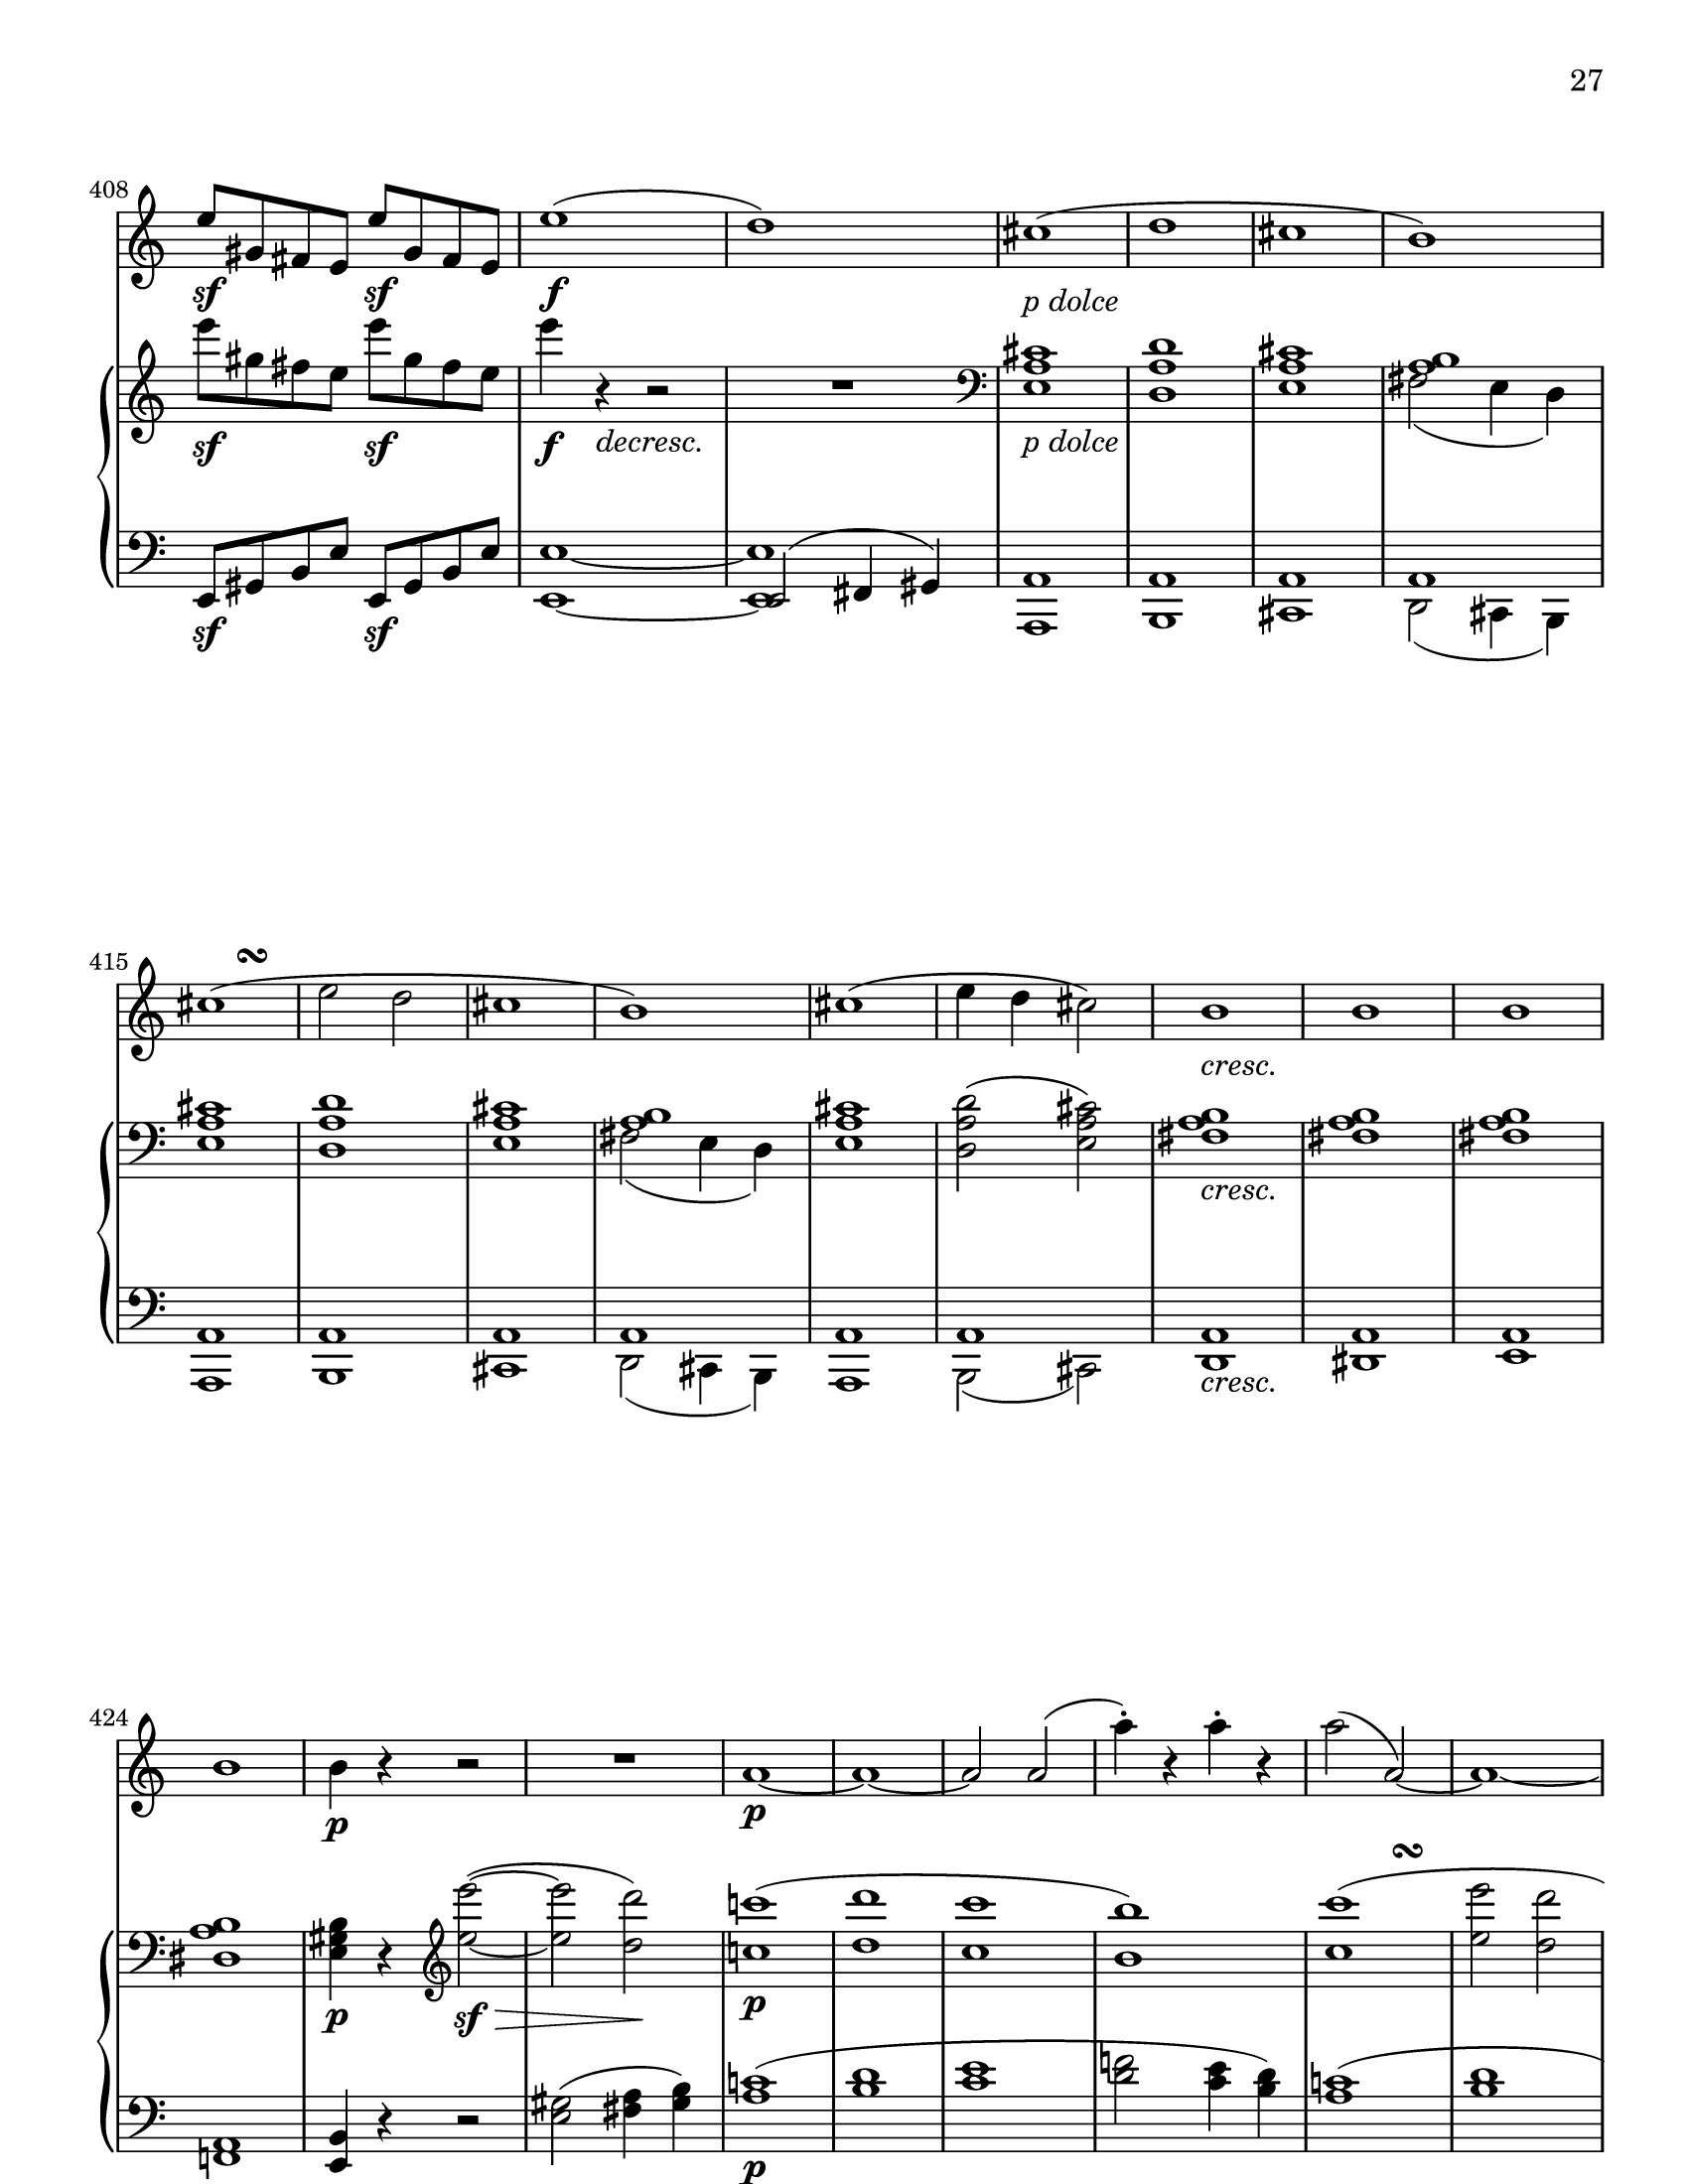 27
408
sf sf f
p dolce
sf sf f decresc. p dolce
sf sf
415
cresc.
cresc.
cresc.
424
p p
p sf p
p